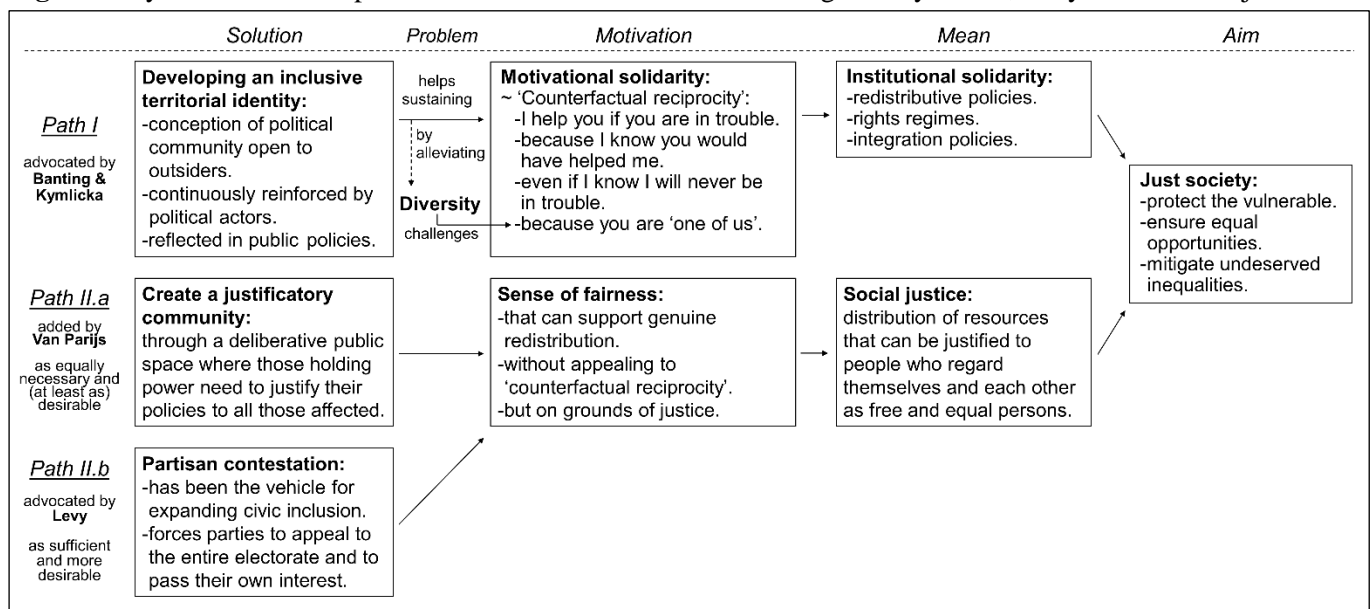 Solution Problem Motivation Mean Aim
Path I
advocated by
Banting &
Kymlicka
Developing an inclusive
territorial identity:
-conception of political
community open to
outsiders.
-continuously reinforced by
political actors.
-reflected in public policies.
helps
sustaining
by
alleviating
Diversity
challenges
Motivational solidarity:
~ ‘Counterfactual reciprocity’:
-I help you if you are in trouble.
-because I know you would
have helped me.
-even if I know I will never be
in trouble.
-because you are ‘one of us’.
Institutional solidarity:
-redistributive policies.
-rights regimes.
-integration policies.
Just society:
-protect the vulnerable.
-ensure equal
opportunities.
-mitigate undeserved
inequalities.
Path II.a
added by
Van Parijs
as equally
necessary and
(at least as)
desirable
Create a justificatory
community:
through a deliberative public
space where those holding
power need to justify their
policies to all those affected.
Sense of fairness:
-that can support genuine
redistribution.
-without appealing to
‘counterfactual reciprocity’.
-but on grounds of justice.
Social justice:
distribution of resources
that can be justified to
people who regard
themselves and each other
as free and equal persons.
Path II.b
advocated by
Levy
as sufficient
and more
desirable
Partisan contestation:
-has been the vehicle for
expanding civic inclusion.
-forces parties to appeal to
the entire electorate and to
pass their own interest.